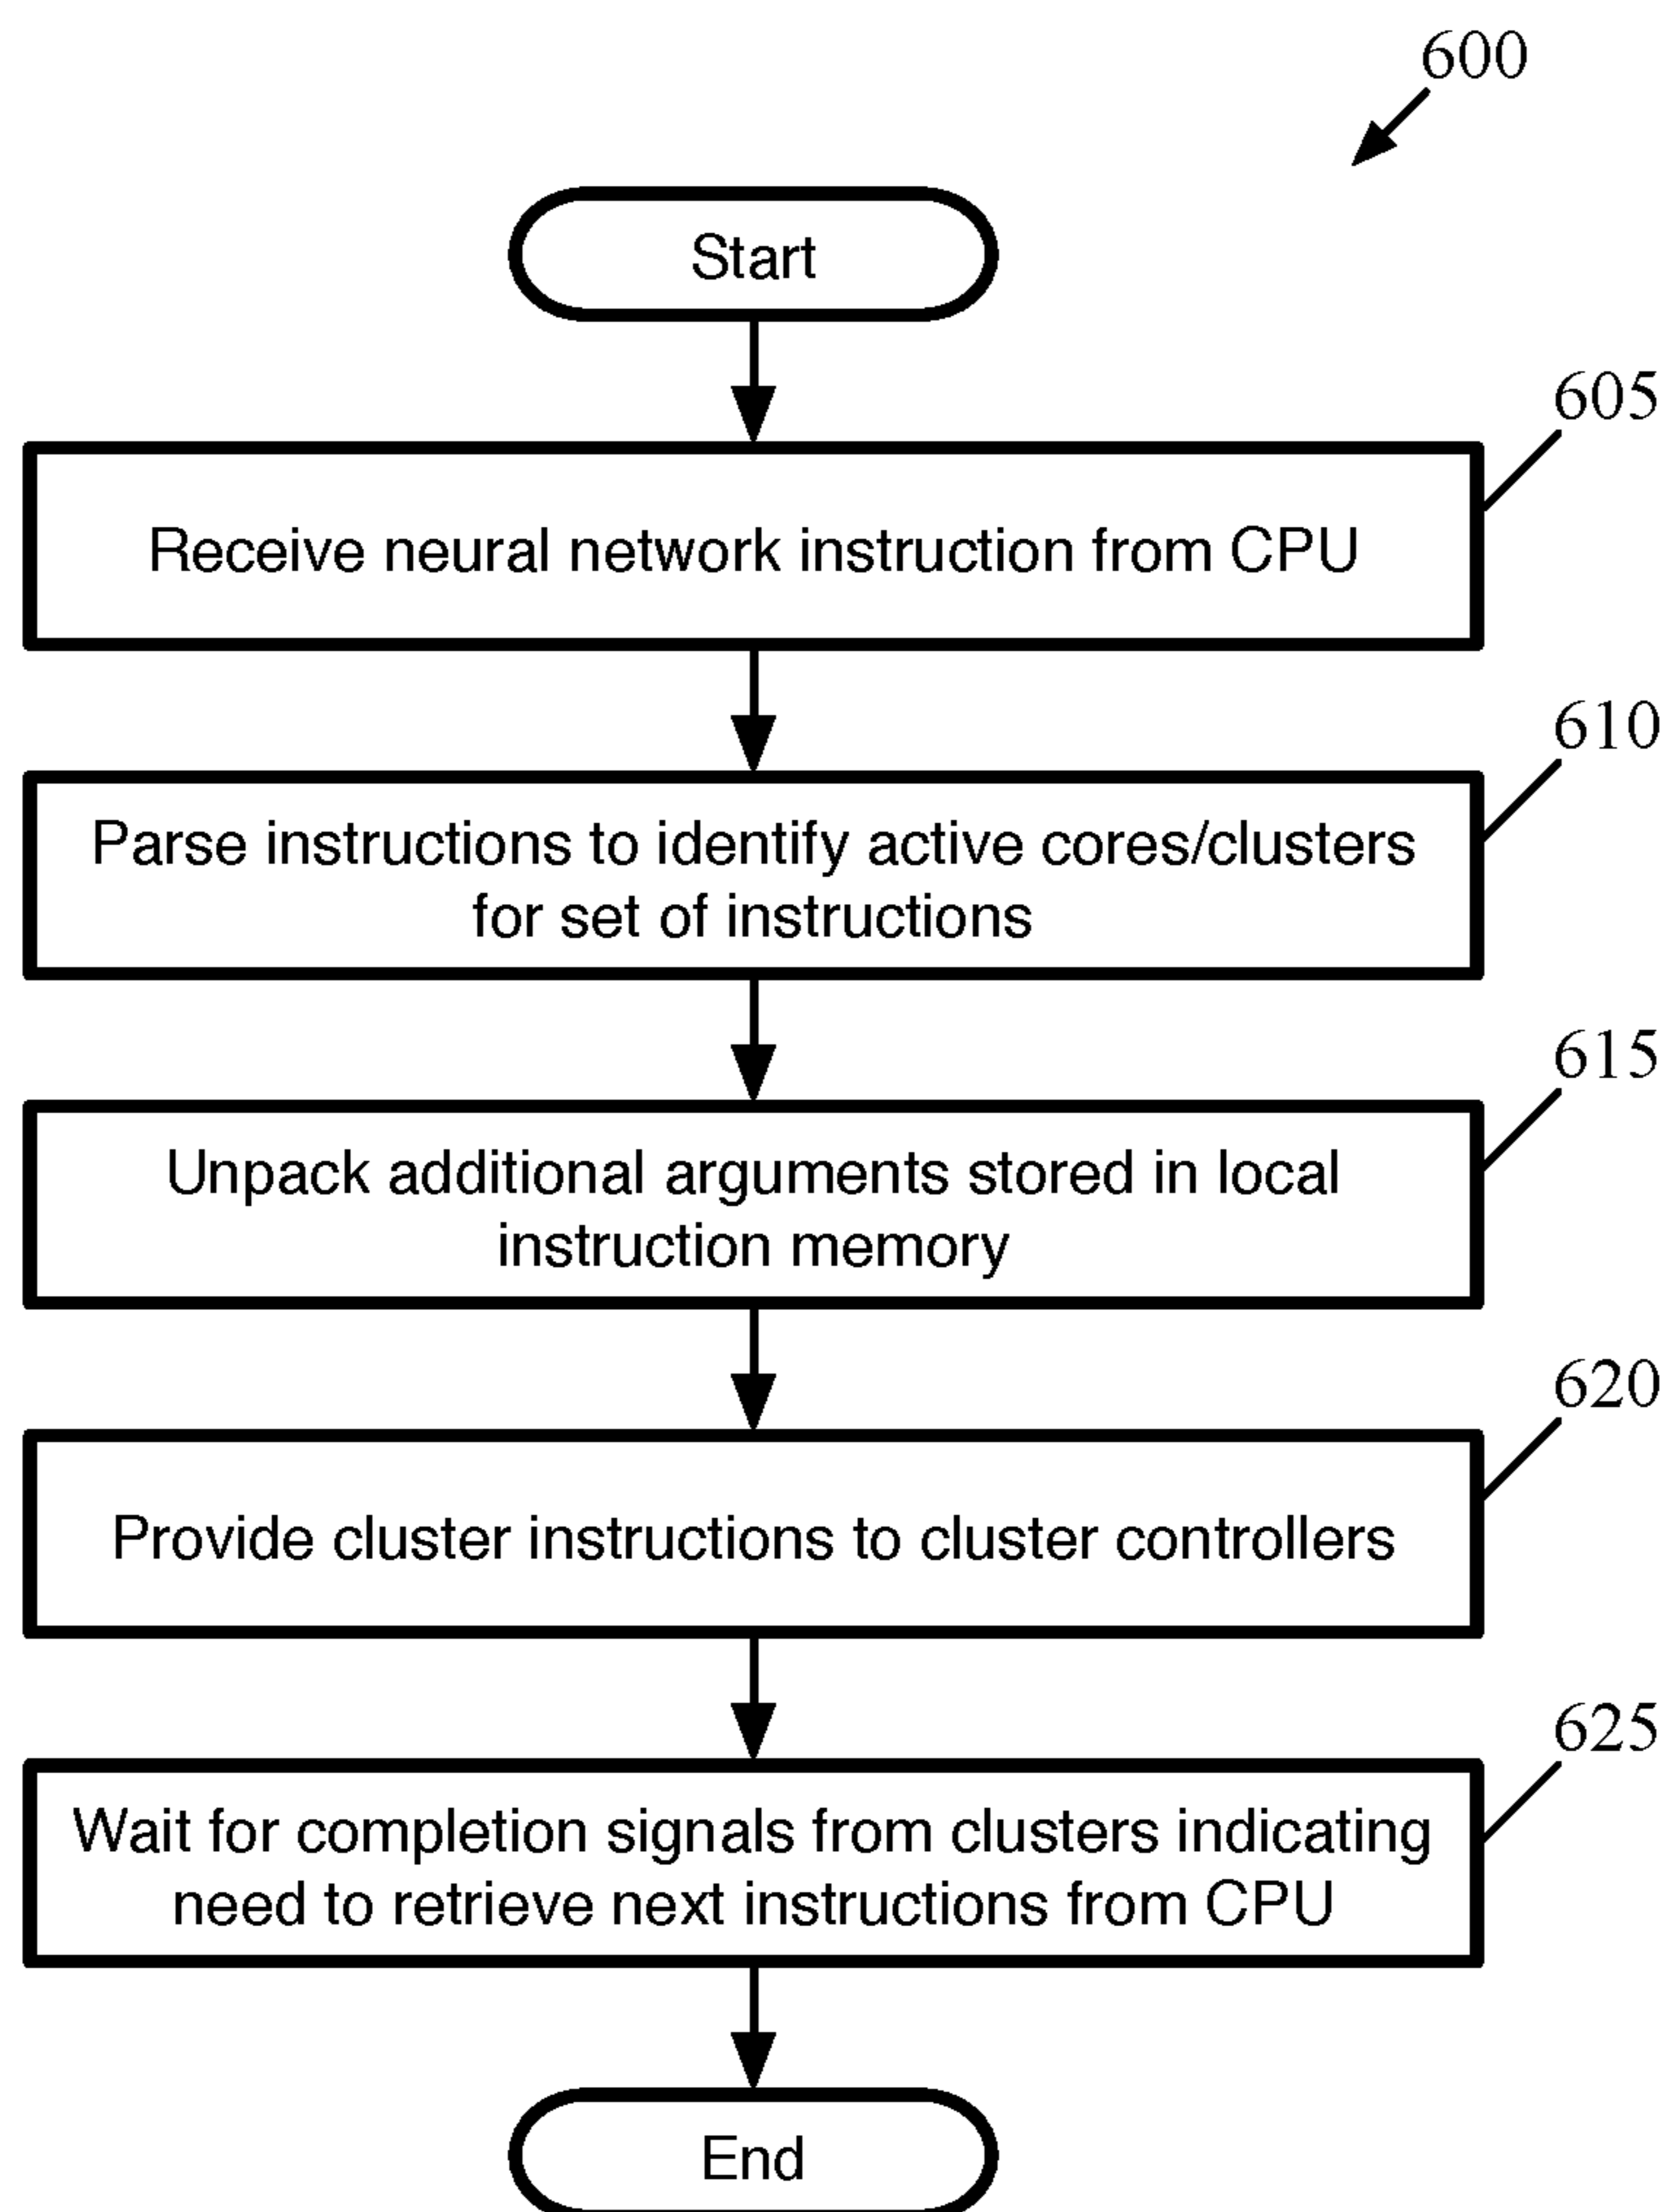 600
Start
605
Receive neural network instruction from CPU
610
Parse instructions to identify active cores/clusters
for set of instructions
615
Unpack additional arguments stored in local
instruction memory
620
Provide cluster instructions to cluster controllers
625
Wait for completion signals from clusters indicating
need to retrieve next instructions from CPU
End